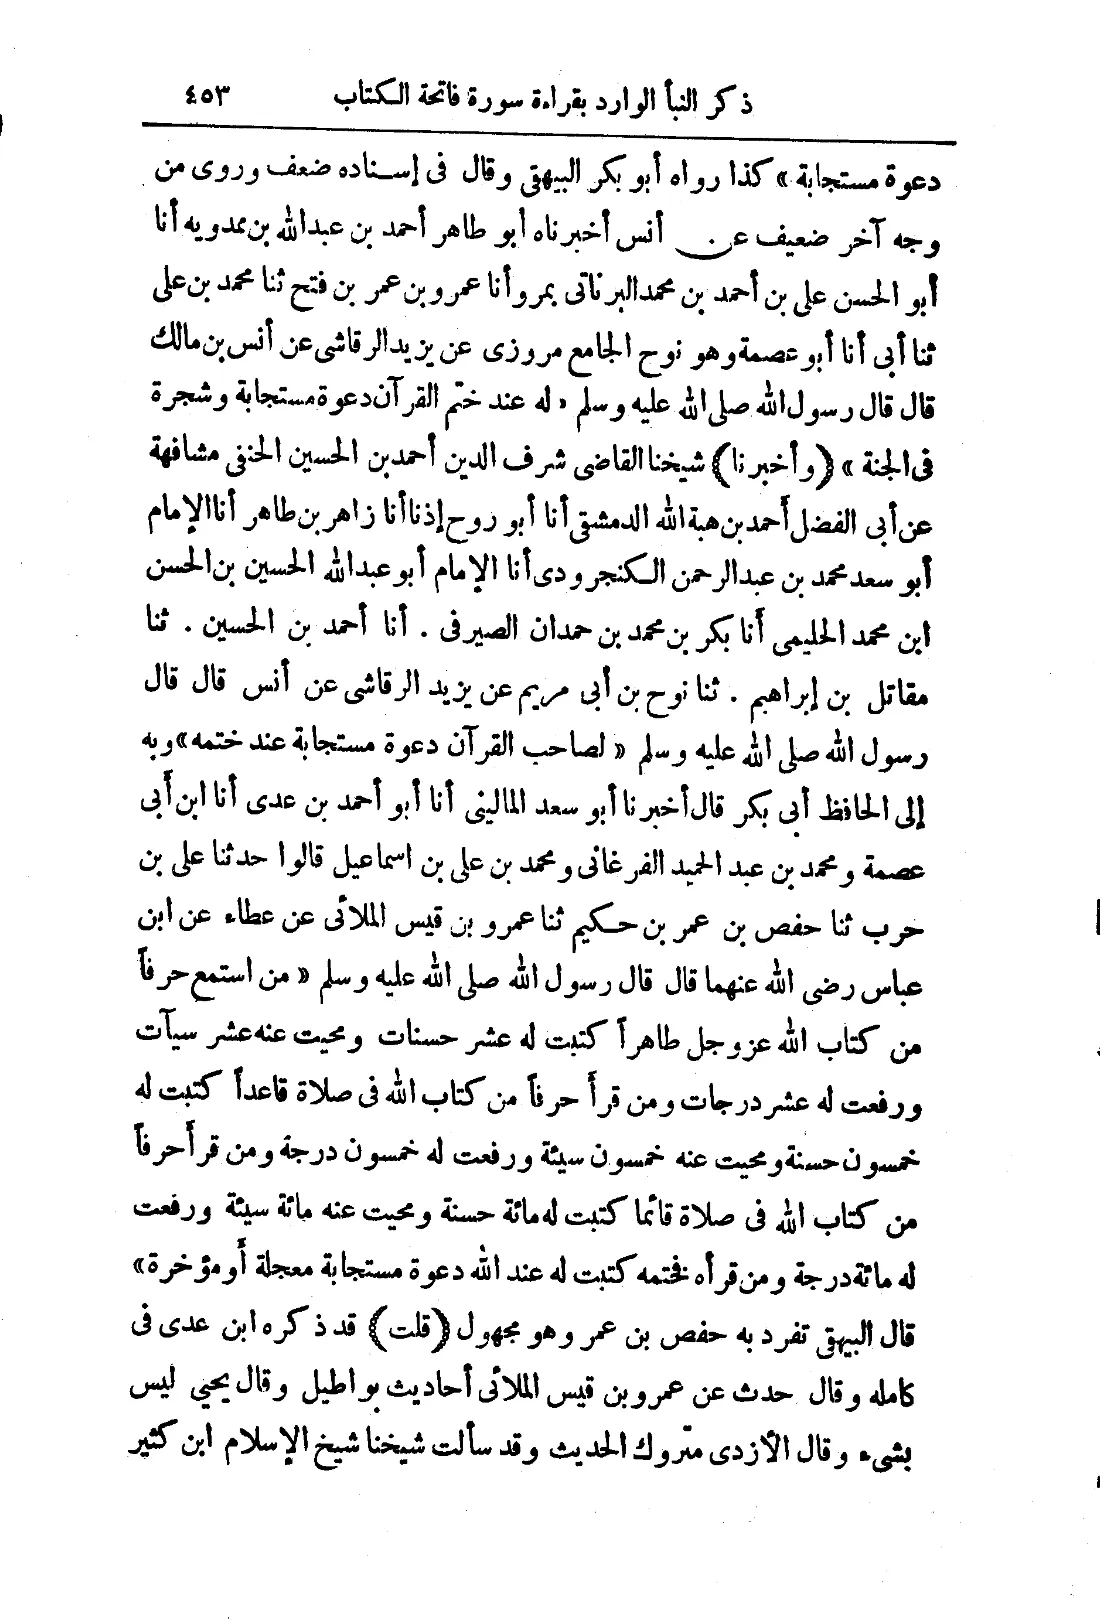 ذكر النبأ الوارد بقراءة سورة فاتحة الكتاب ٤٥٣
دعوة مستجابة » كذا رواه أبو بكر البيهقى وقال فى إسناده ضعف وروى من
وجه آخر ضعيف عن أنس أخبرناه أبو طاهر أحمد بن عبدالله بن مدويه أنا
أبو الحسن على بن أحمد بن محمد البرناتى بمرو أنا عمرو بن عمر بن فتح ثنا محمد بن على
ثنا أبى أنا أبو عصمة وهو نوح الجامع مروزى عن يزيد الرقاشى عن أنس بن مالك
قال قال رسول الله صلى الله عليه وسلم « له عند ختم القرآن دعوة مستجابة وشجرة
فى الجنة » (وأخبرنا) شيخنا القاضى شرف الدين أحمد بن الحسين الحنفى مشافهة
عن أبى الفضل أحمد بن هبة الله الدمشقى أنا أبو روح إذنا أنا زاهر بن طاهر أنا الإمام
أبو سعد محمد بن عبد الرحمن الكنجرودى أنا الإمام أبو عبد الله الحسين بن الحسن
ابن محمد الحليمى أنا بكر بن محمد بن حمدان الصيرفى . أنا أحمد بن الحسين . ثنا
مقاتل بن إبراهيم . ثنا نوح بن أبى مريم عن يزيد الرقاشى عن أنس قال قال
رسول الله صلى الله عليه وسلم « لصاحب القرآن دعوة مستجابة عند ختمه» وبه
إلى الحافظ أبى بكر قال أخبرنا أبو سعد المالينى أنا أبو أحمد بن عدى أنا ابن أبى
عصمة ومحمد بن عبد الحميد الفرغانى ومحمد بن على بن اسماعيل قالوا حدثنا على بن
حرب ثنا حفص بن عمر بن حكيم ثنا عمرو بن قيس الملائى عن عطاء عن ابن
عباس رضى الله عنهما قال قال رسول الله صلى الله عليه وسلم « من استمع حرفاً
من كتاب الله عز وجل طاهراً كتبت له عشر حسنات ومحيت عنه عشر سيآت
ورفعت له عشر درجات ومن قرأ حرفاً من كتاب الله فى صلاة قاعداً كتبت له
خمسون حسنة ومحيت عنه خمسون سيئة ورفعت له خمسون درجة ومن قرأ حرفاً
من كتاب الله فى صلاة قائما كتبت له مائة حسنة ومحيت عنه مائة سيئة ورفعت
له مائة درجة ومن قرأه فختمه كتبت له عند الله دعوة مستجابة معجلة أو مؤخرة»
قال البيهقى تفرد به حفص بن عمر وهو مجهول (قلت) قد ذكره ابن عدى فى
كامله وقال حدث عن عمرو بن قيس الملائى أحاديث بواطيل وقال يحيى ليس
بشىء وقال الأزدى متروك الحديث وقد سألت شيخنا شيخ الإسلام ابن كثير